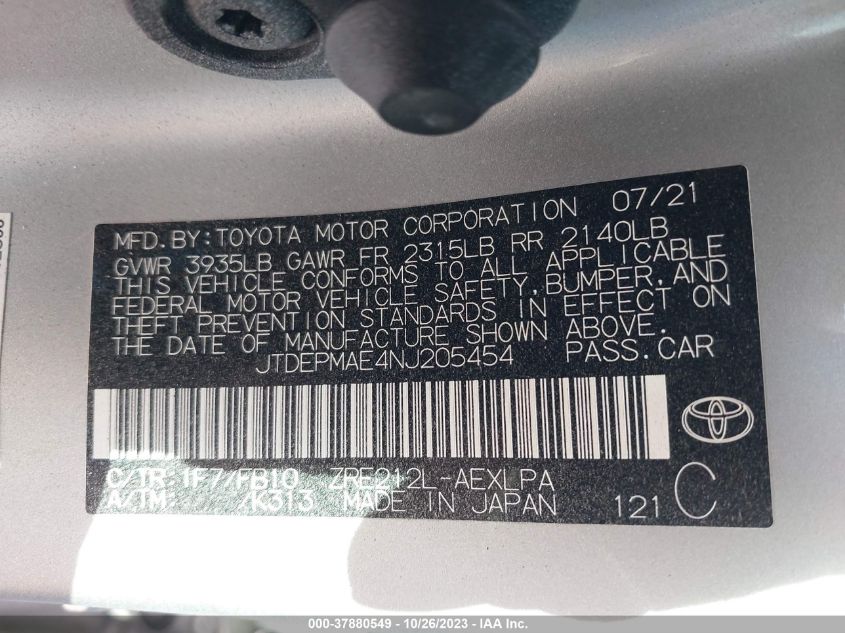 MFD. BY: TOYOTA MOTOR CORPORATION 07/21
GVWR 3935LB GAWR FR 2315LB RR 2140LB
THIS VEHICLE CONFORMS TO ALL APPLICABLE
FEDERAL MOTOR VEHICLE SAFETY, BUMPER, AND
THEFT PREVENTION STANDARDS IN EFFECT ON
THE DATE OF MANUFACTURE SHOWN ABOVE.
JTDEPMAE4NJ205454 PASS. CAR
C/TR: 1F7/FB10 ZRE212L-AEXLPA
A/TM: /K313 MADE IN JAPAN 121 C
000-37880549 - 10/26/2023 - IAA Inc.